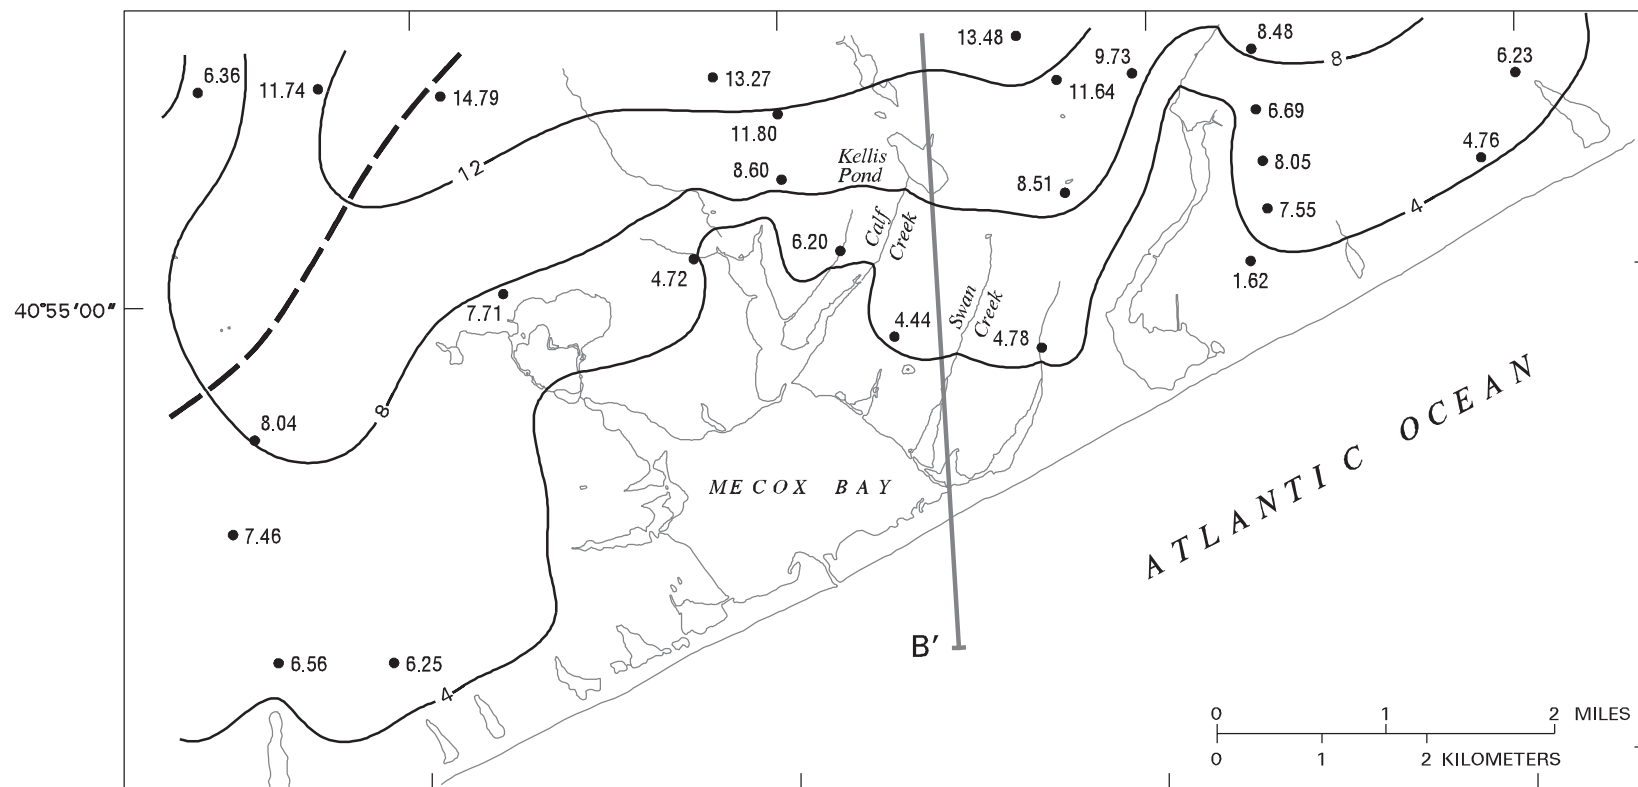 13.48
8.48
9.73
8
6.23
6.36
11.74
14.79
13.27
11.64
11.80
6.69
12
8.60
Kellis
Pond
8.05
4.76
8.51
7.55
4
Calf
Creek
6.20
4.72
1.62
40°55'00"
7.71
4.44
Swan
Creek
4.78
8
8.04
ATLANTIC OCEAN
MECOX BAY
7.46
B'
6.56
6.25
4
0 1 2 MILES
0 1 2 KILOMETERS